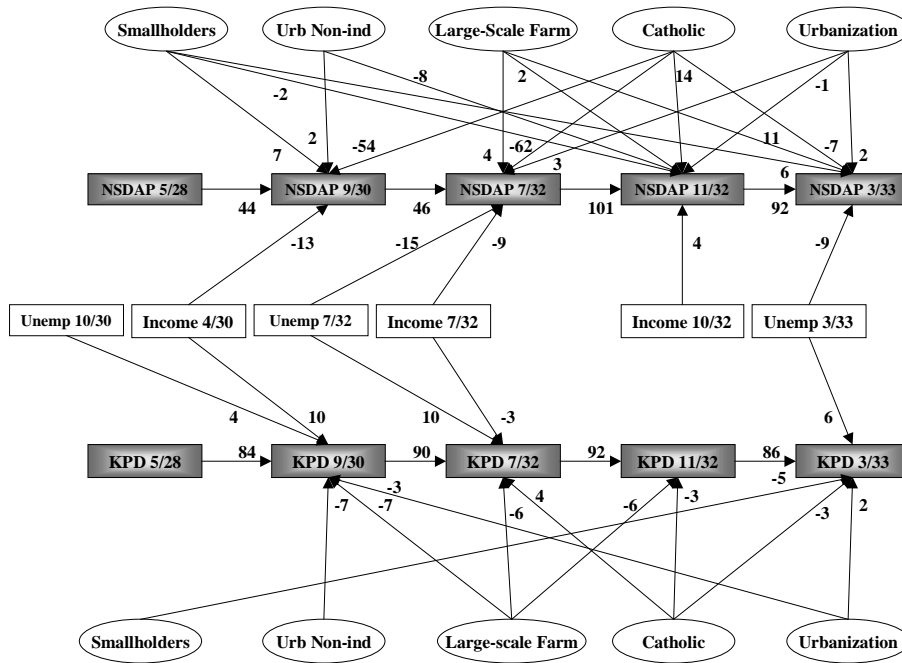 Smallholders Urb Non-ind Large-Scale Farm Catholic Urbanization
-8 2 14 -1
-2
2 -54 -62 11 -7
7 4 3 6 2
NSDAP 5/28 NSDAP 9/30 NSDAP 7/32 NSDAP 11/32 NSDAP 3/33
44 46 101 92
-13 -15 -9 4 -9
Unemp 10/30 Income 4/30 Unemp 7/32 Income 7/32 Income 10/32 Unemp 3/33
4 10 10 -3 6
84 90 92 86
KPD 5/28 KPD 9/30 KPD 7/32 KPD 11/32 KPD 3/33
-3 -5
-7 -7 -6 4 -6 -3 -3 2
Smallholders Urb Non-ind Large-scale Farm Catholic Urbanization